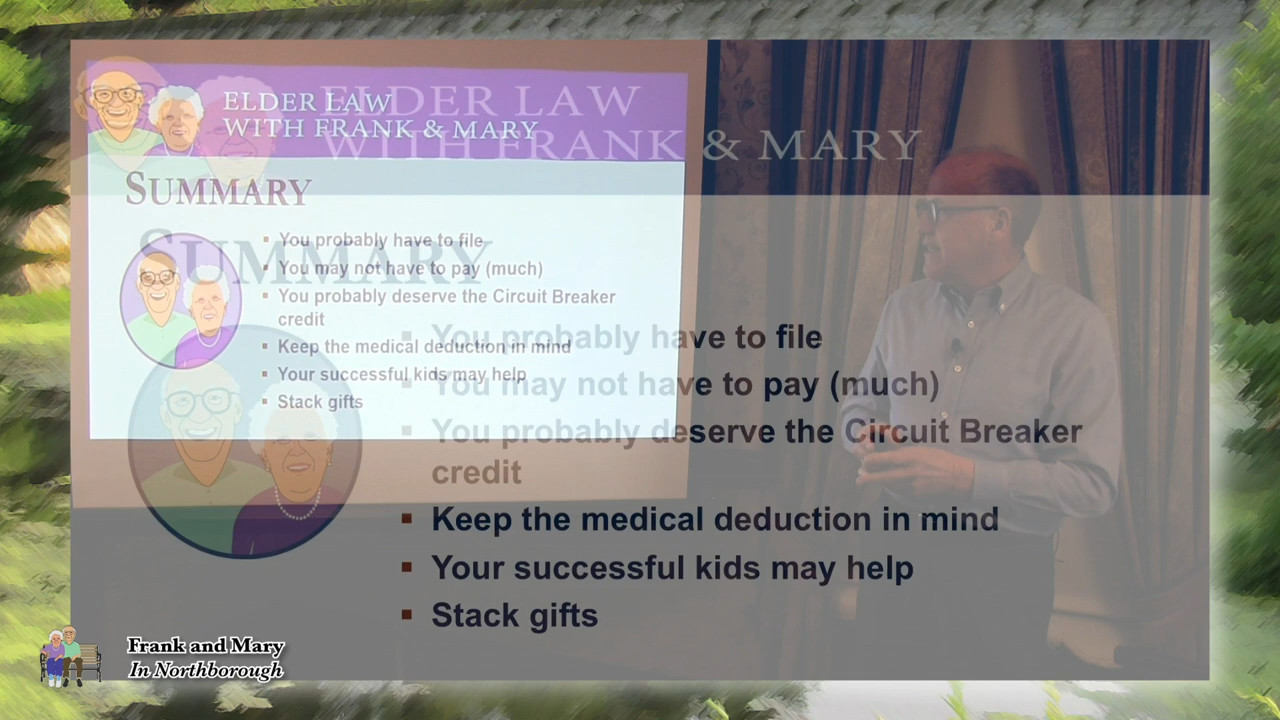 ELDER LAW
WITH FRANK & MARY
SUMMARY
You probably have to file
You may not have to pay (much)
You probably deserve the Circuit Breaker
credit
Keep the medical deduction in mind
Your successful kids may help
Stack gifts
ELDER LAW
WITH FRANK & MARY
SUMMARY
You probably have to file
You may not have to pay (much)
You probably deserve the Circuit Breaker
credit
Keep the medical deduction in mind
Your successful kids may help
Stack gifts
Frank and Mary
In Northborough